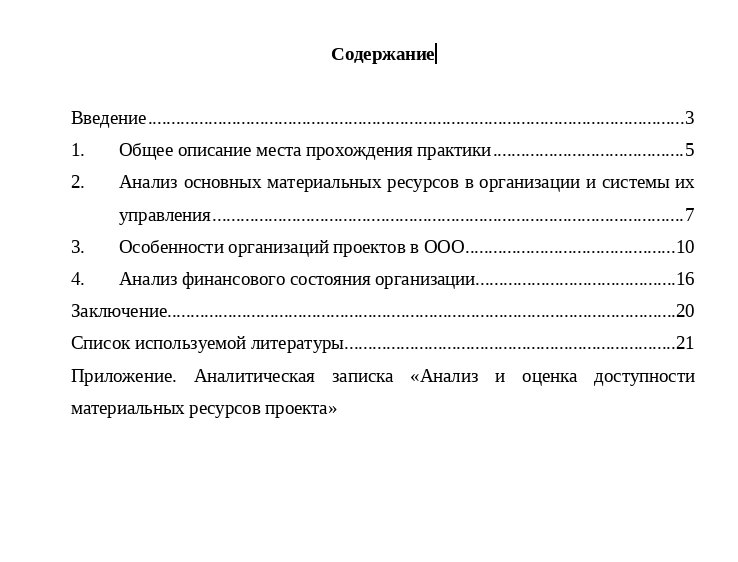 Содержание
Введение....................................................................................................................3
1. Общее описание места прохождения практики.........................................5
2. Анализ основных материальных ресурсов в организации и системы их
управления.....................................................................................................7
3. Особенности организаций проектов в ООО.............................................10
4. Анализ финансового состояния организации...........................................16
Заключение.............................................................................................................20
Список используемой литературы.......................................................................21
Приложение. Аналитическая записка «Анализ и оценка доступности
материальных ресурсов проекта»